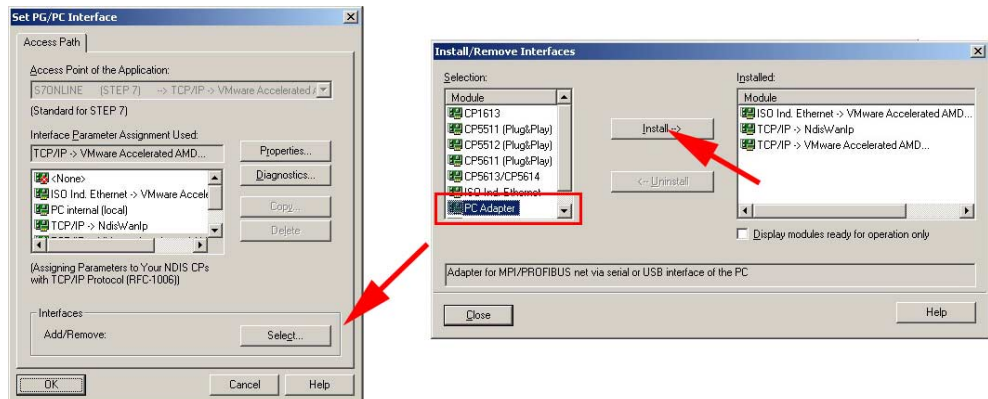 Set PG/PC Interface
Access Path
Access Point of the Application:
S7ONLINE (STEP 7) --> TCP/IP -> VMware Accelerated
(Standard for STEP 7)
Interface Parameter Assignment Used:
TCP/IP -> VMware Accelerated AMD...
Properties...
<None>
Diagnostics...
ISO Ind. Ethernet -> VMware Accele
PC internal (local)
Copy...
TCP/IP -> NdisWanIp
Delete
(Assigning Parameters to Your NDIS CPs
with TCP/IP Protocol (RFC-1006))
Interfaces
Add/Remove:
Select...
OK
Cancel
Help
Install/Remove Interfaces
Selection:
Module
CP1613
CP5511 (Plug&Play)
CP5512 (Plug&Play)
CP5611 (Plug&Play)
CP5613/CP5614
ISO Ind. Ethernet
PC Adapter
Install -->
<-- Uninstall
Installed:
Module
ISO Ind. Ethernet -> VMware Accelerated AMD...
TCP/IP -> NdisWanIp
TCP/IP -> VMware Accelerated AMD...
Display modules ready for operation only
Adapter for MPI/PROFIBUS net via serial or USB interface of the PC
Close
Help